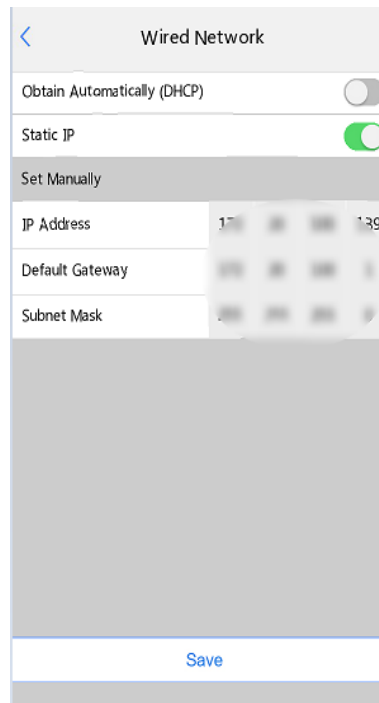 Wired Network
Obtain Automatically (DHCP)
Static IP
Set Manually
IP Address
Default Gateway
Subnet Mask
Save